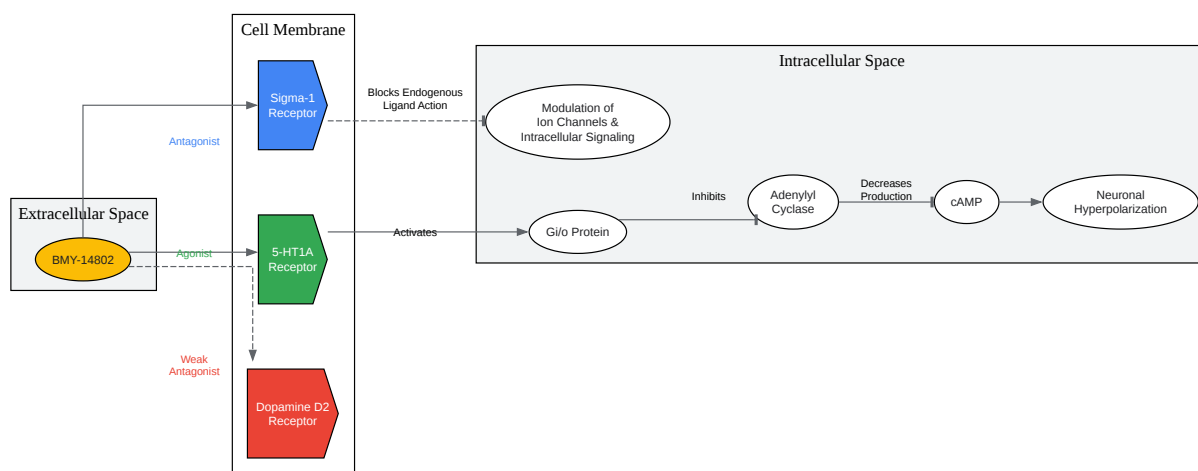 Cell Membrane
Intracellular Space
Sigma-1
Receptor
Blocks Endogenous
Ligand Action
Modulation of
Ion Channels &
Intracellular Signaling
Antagonist
Extracellular Space
BMY-14802
Agonist
5-HT1A
Receptor
Activates
Gi/o Protein
Inhibits
Adenylyl
Cyclase
Decreases
Production
cAMP
Neuronal
Hyperpolarization
Weak
Antagonist
Dopamine D2
Receptor